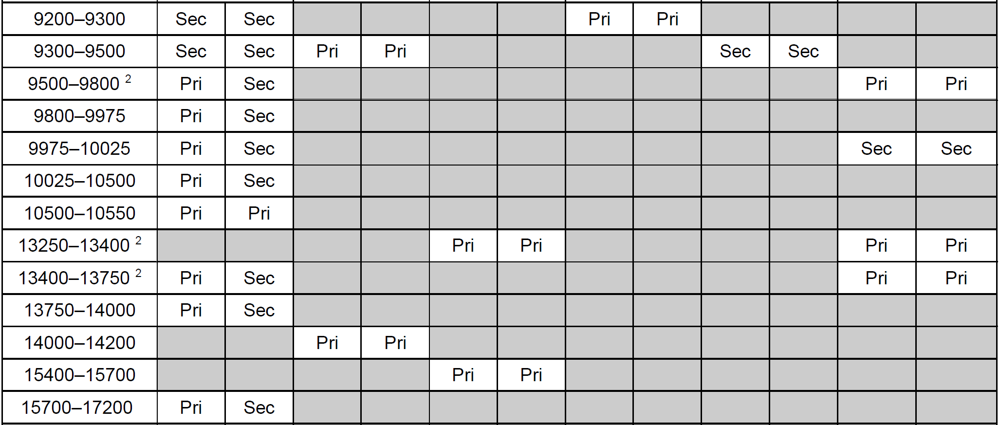 9200–9300 Sec Sec Pri Pri
9300–9500 Sec Sec Pri Pri Sec Sec
9500–9800 2 Pri Sec Pri Pri
9800–9975 Pri Sec
9975–10025 Pri Sec Sec Sec
10025–10500 Pri Sec
10500–10550 Pri Pri
13250–13400 2 Pri Pri Pri Pri
13400–13750 2 Pri Sec Pri Pri
13750–14000 Pri Sec
14000–14200 Pri Pri
15400–15700 Pri Pri
15700–17200 Pri Sec